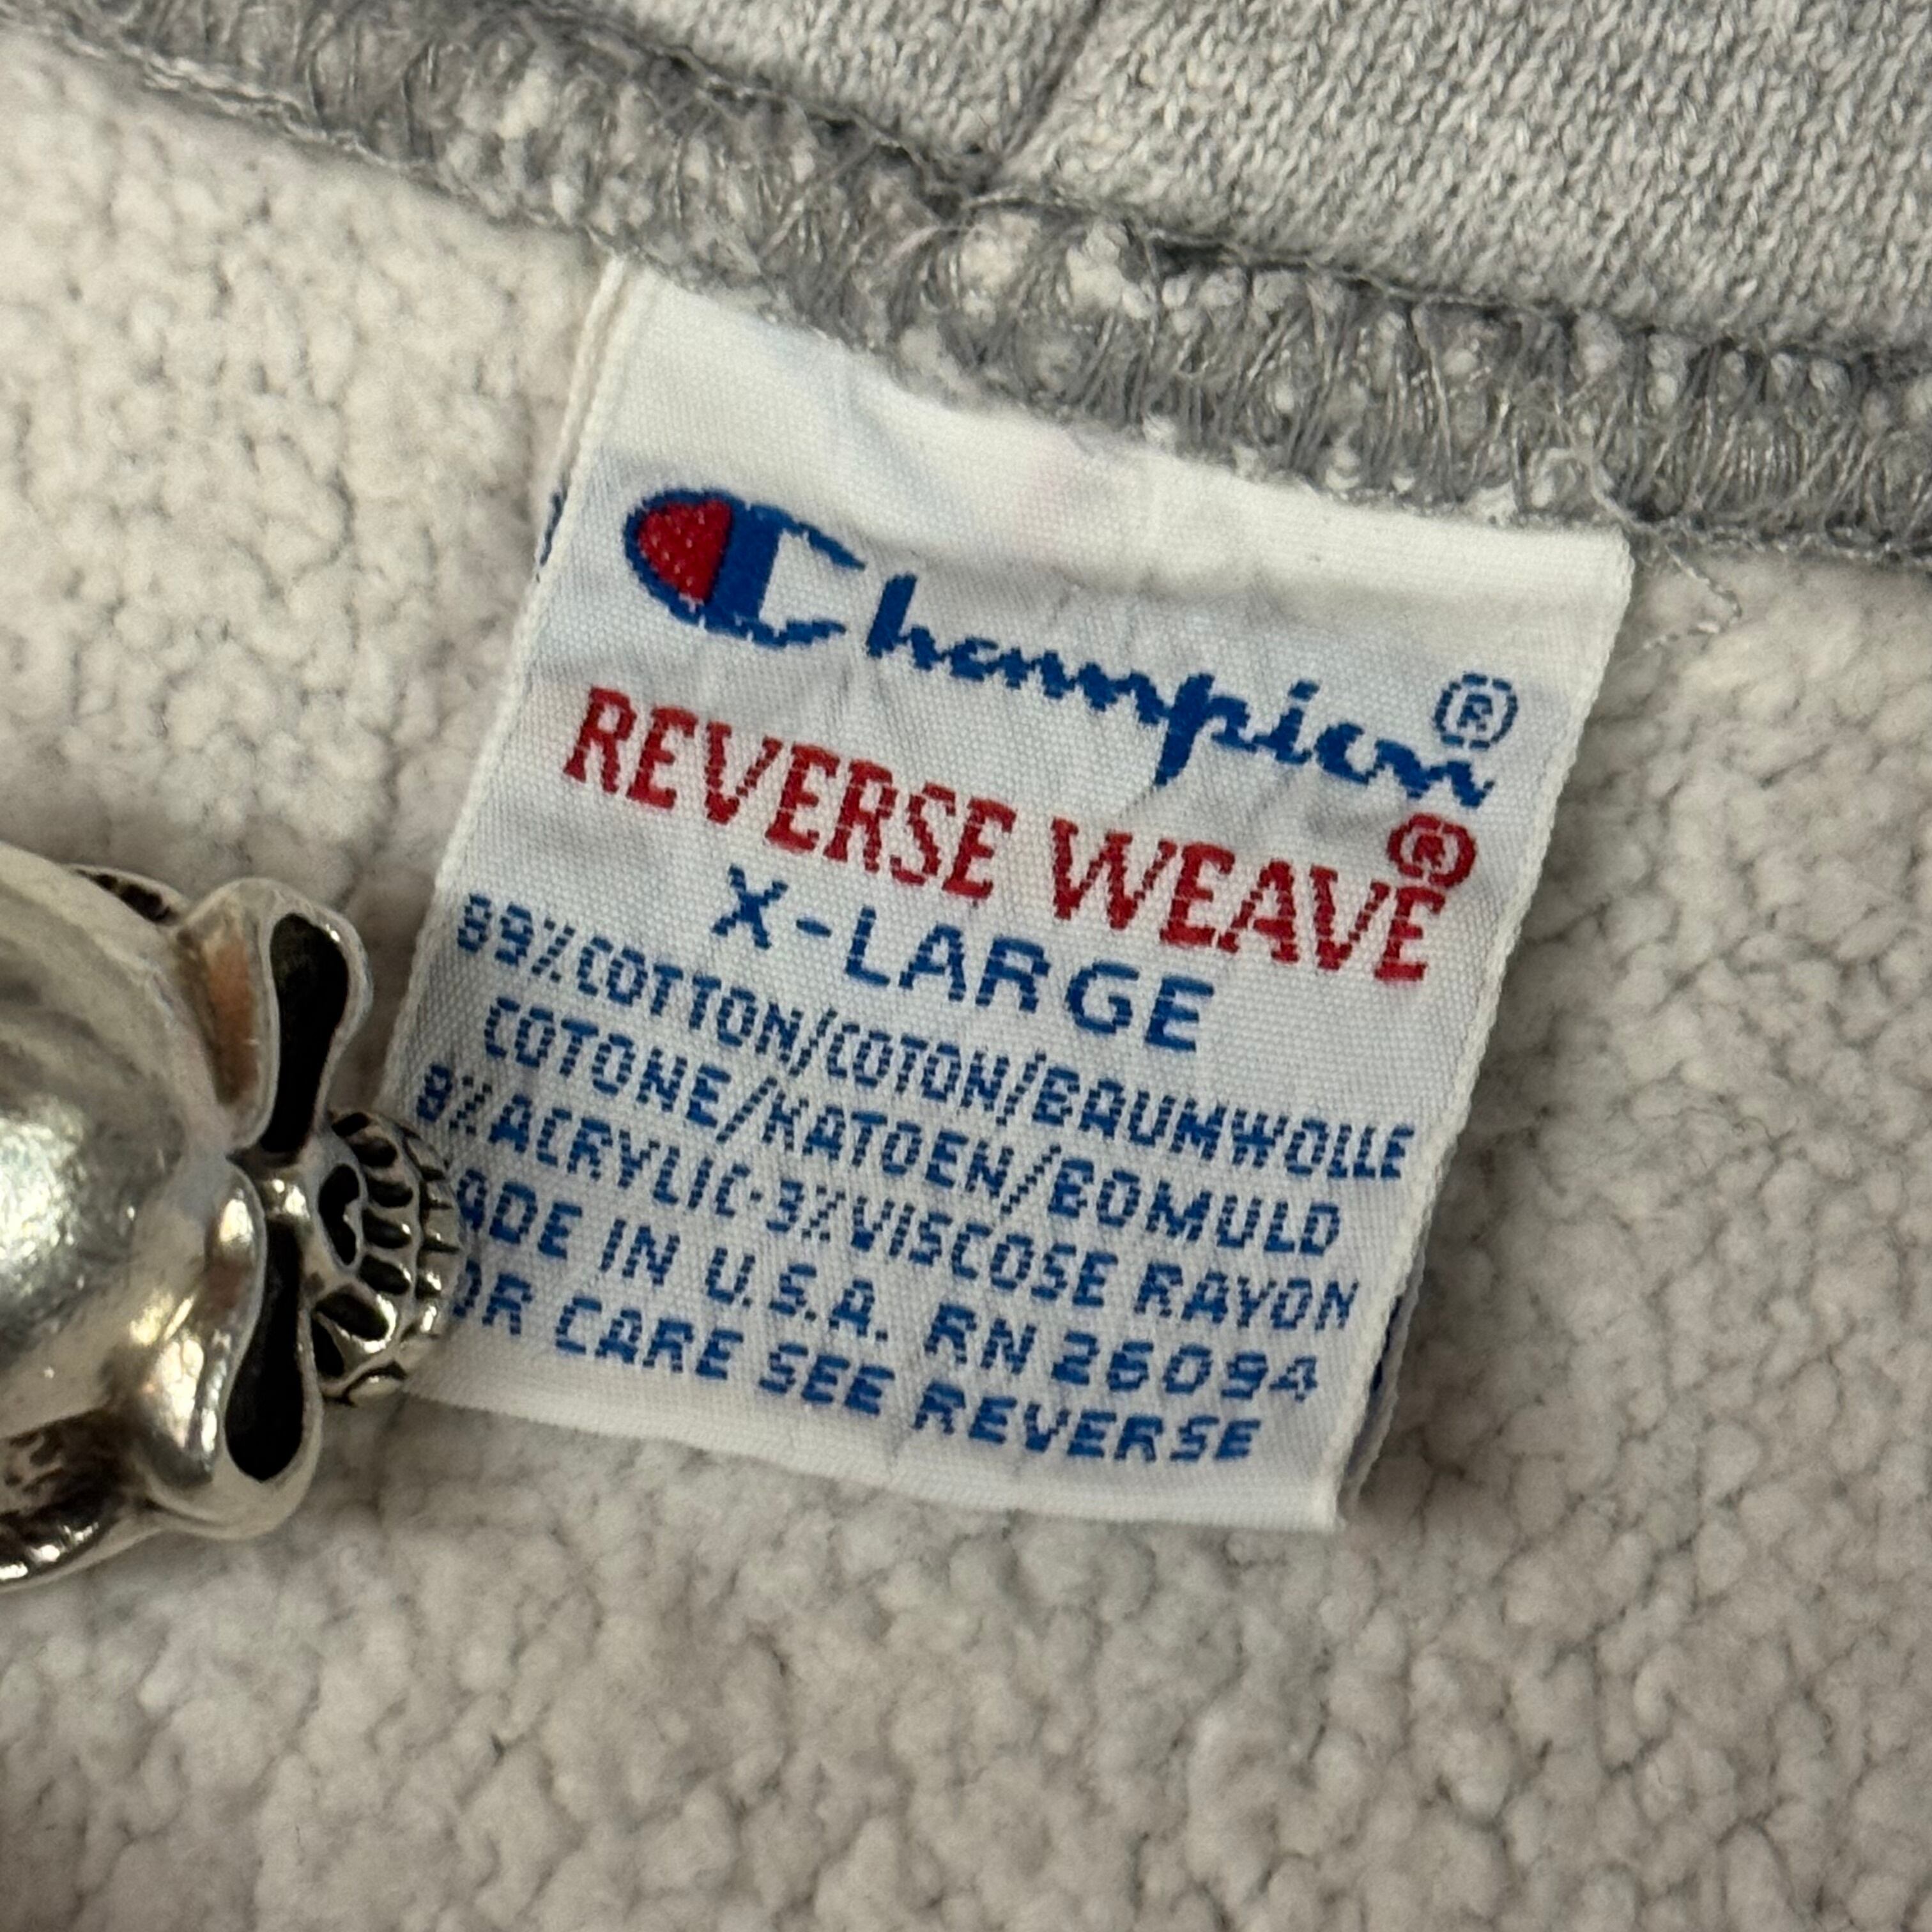 Champion®
REVERSE WEAVE®
X-LARGE
89%COTTON/COTON/BAUMWOLLE
COTONE/KATOEN/BOMULD
8%ACRYLIC·3%VISCOSE RAYON
ADE IN U.S.A. RN 26094
OR CARE SEE REVERSE